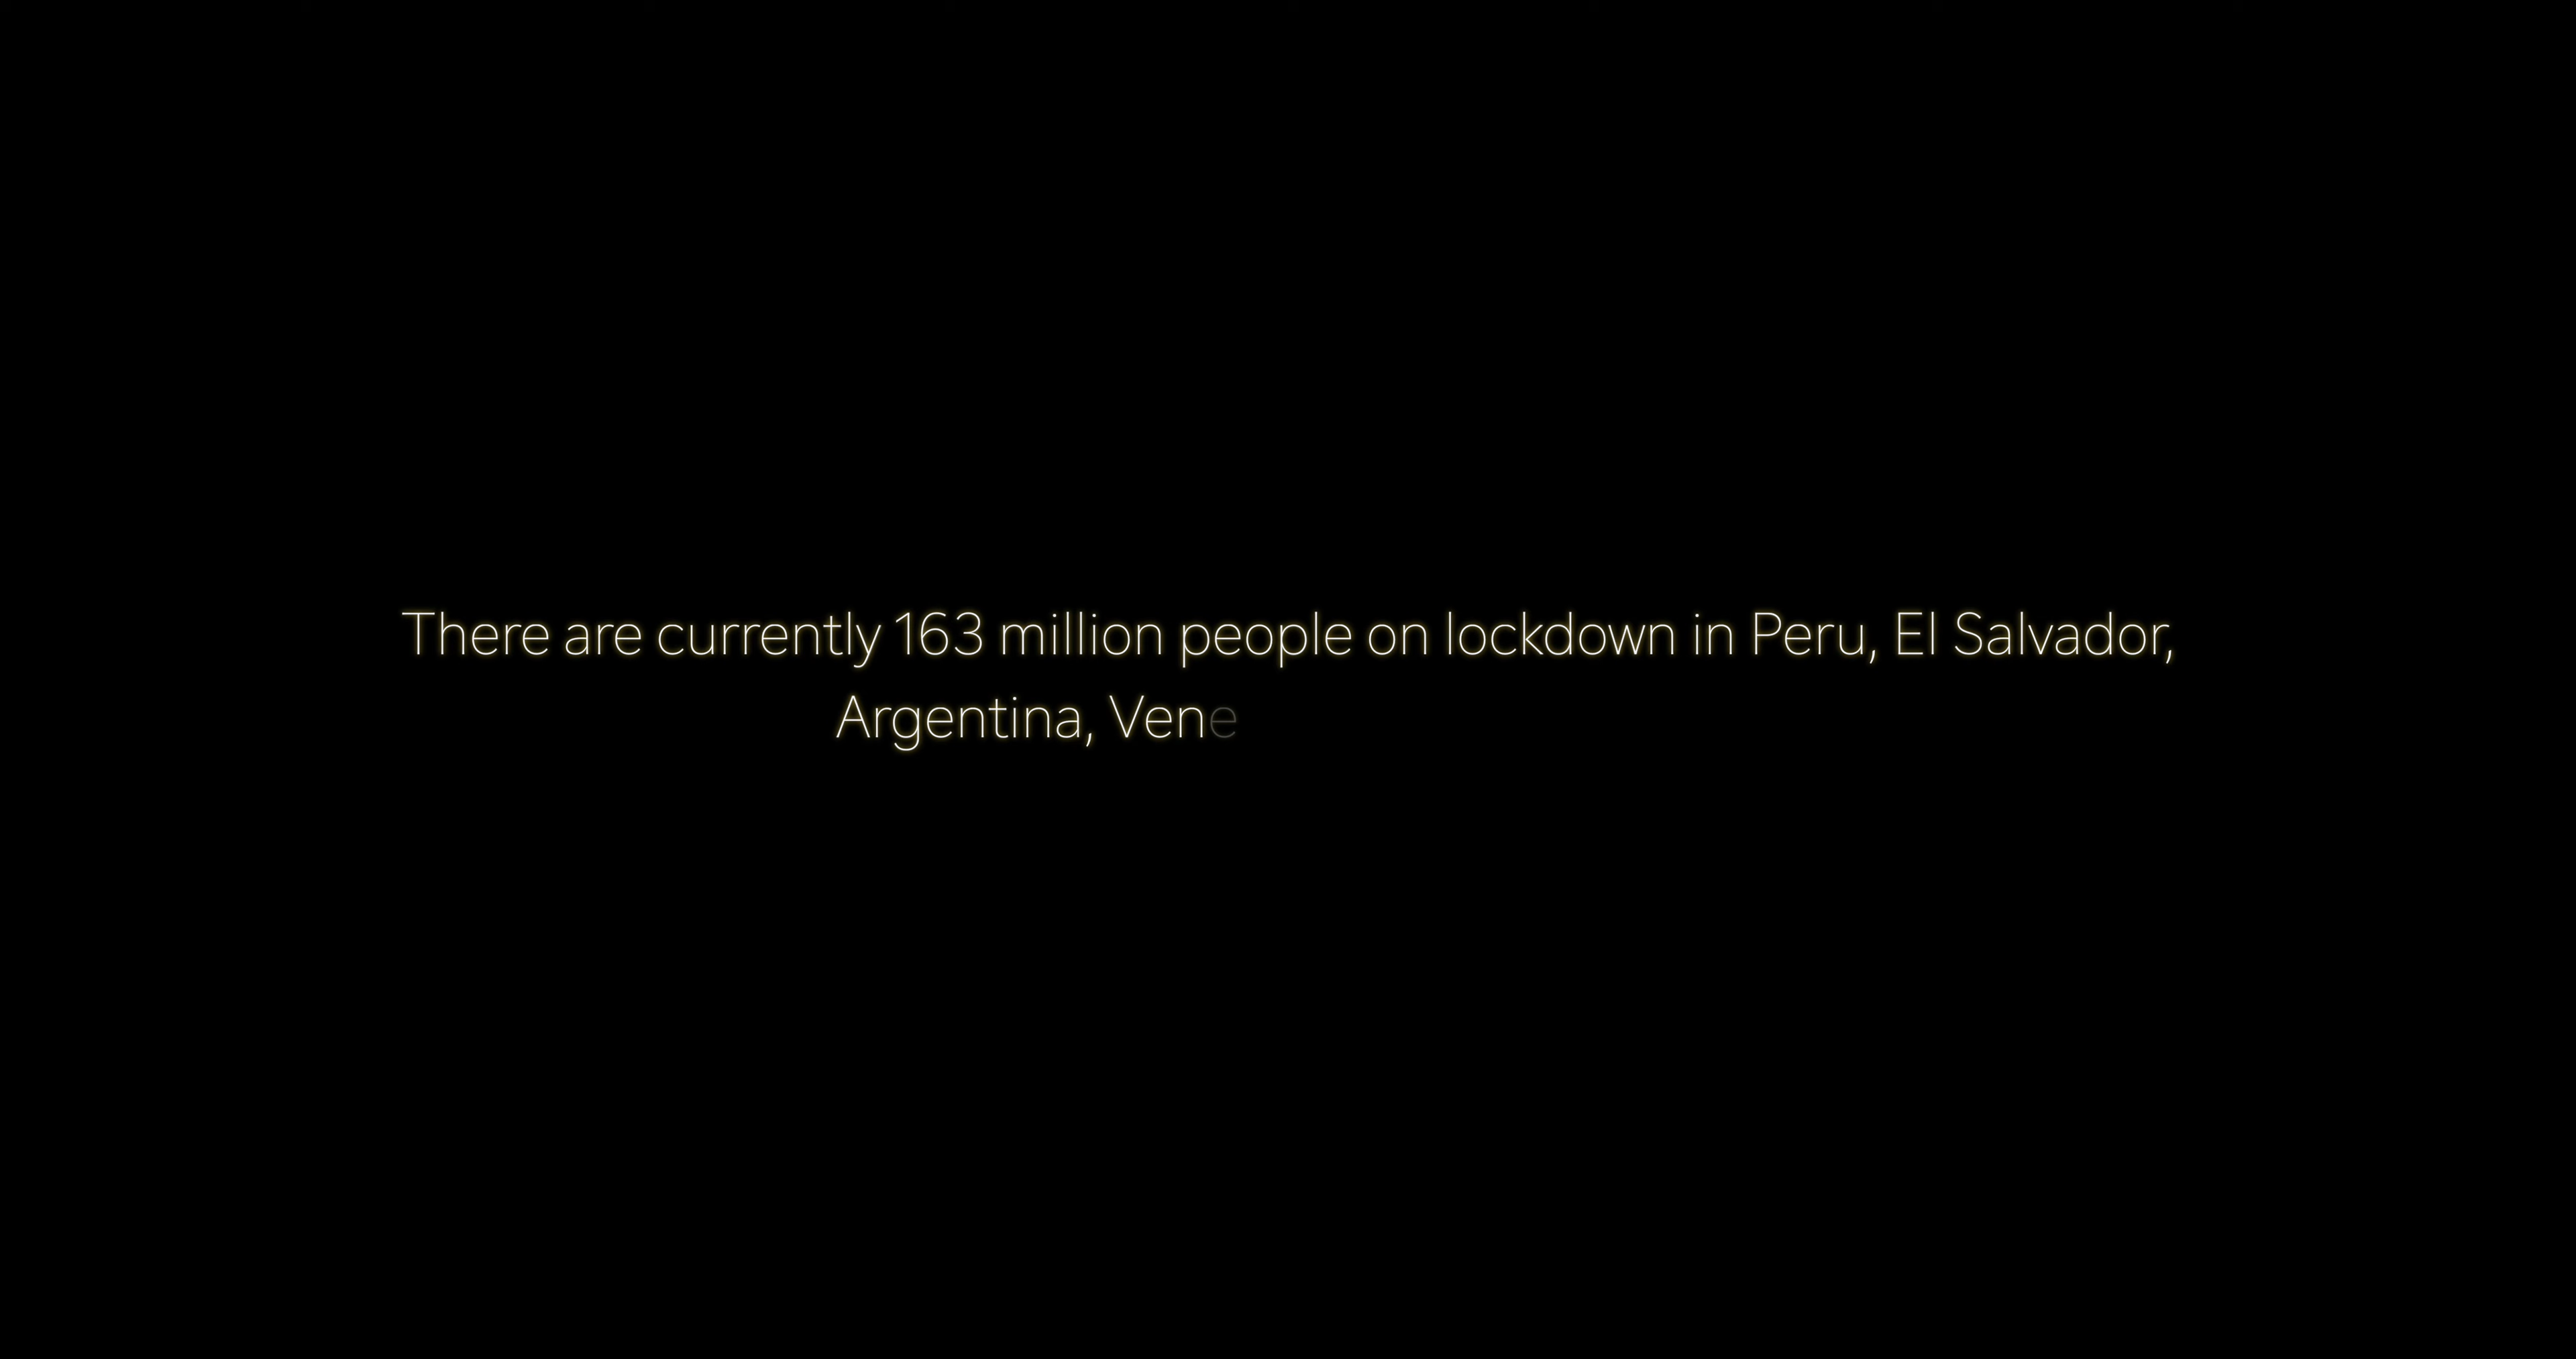 There are currently 163 million people on lockdown in Peru, El Salvador,
Argentina, Vene